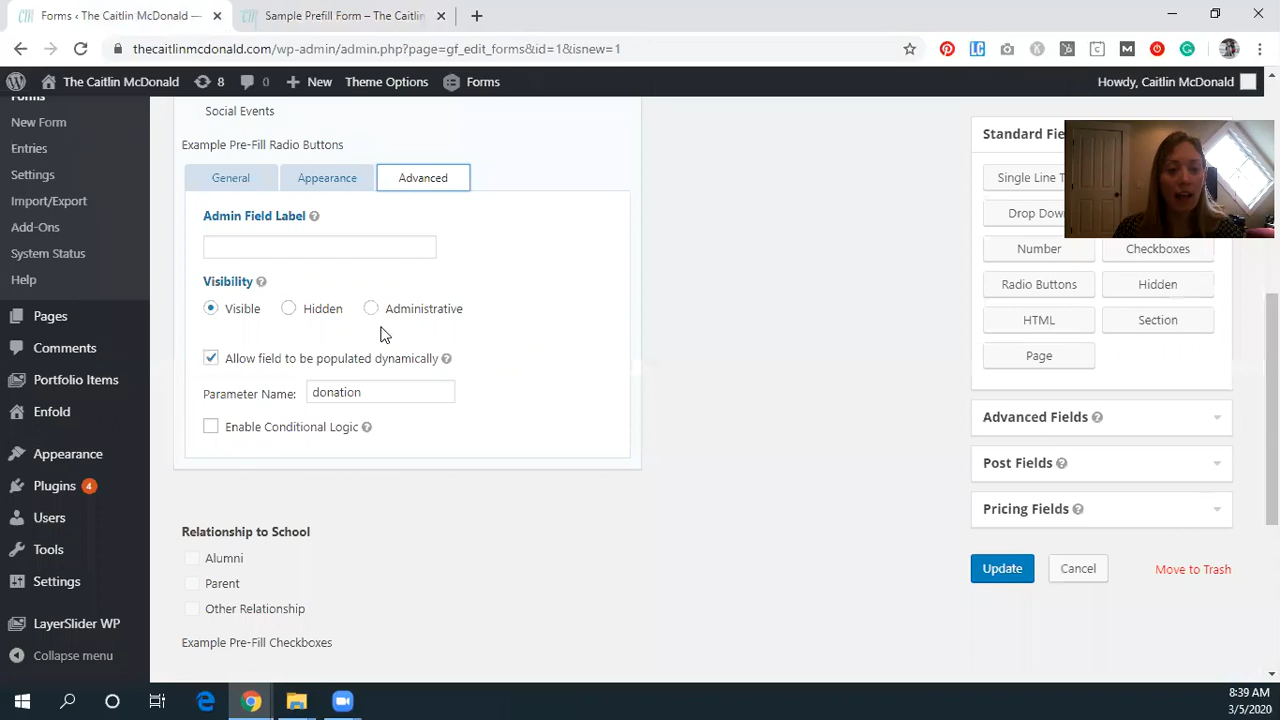 Forms ‹ The Caitlin McDonald —
Sample Prefill Form – The Caitlin
thecaitlinmcdonald.com/wp-admin/admin.php?page=gf_edit_forms&id=1&isnew=1
The Caitlin McDonald
8
0
New
Theme Options
Forms
Howdy, Caitlin McDonald
Forms
New Form
Entries
Settings
Import/Export
Add-Ons
System Status
Help
Pages
Comments
Portfolio Items
Enfold
Appearance
Plugins 4
Users
Tools
Settings
LayerSlider WP
Collapse menu
Social Events
Example Pre-Fill Radio Buttons
General
Appearance
Advanced
Admin Field Label
Visibility
Visible
Hidden
Administrative
Allow field to be populated dynamically
Parameter Name: donation
Enable Conditional Logic
Relationship to School
Alumni
Parent
Other Relationship
Example Pre-Fill Checkboxes
Standard Fie
Single Line T
Drop Dow
Number
Checkboxes
Radio Buttons
Hidden
HTML
Section
Page
Advanced Fields
Post Fields
Pricing Fields
Update
Cancel
Move to Trash
8:39 AM
3/5/2020